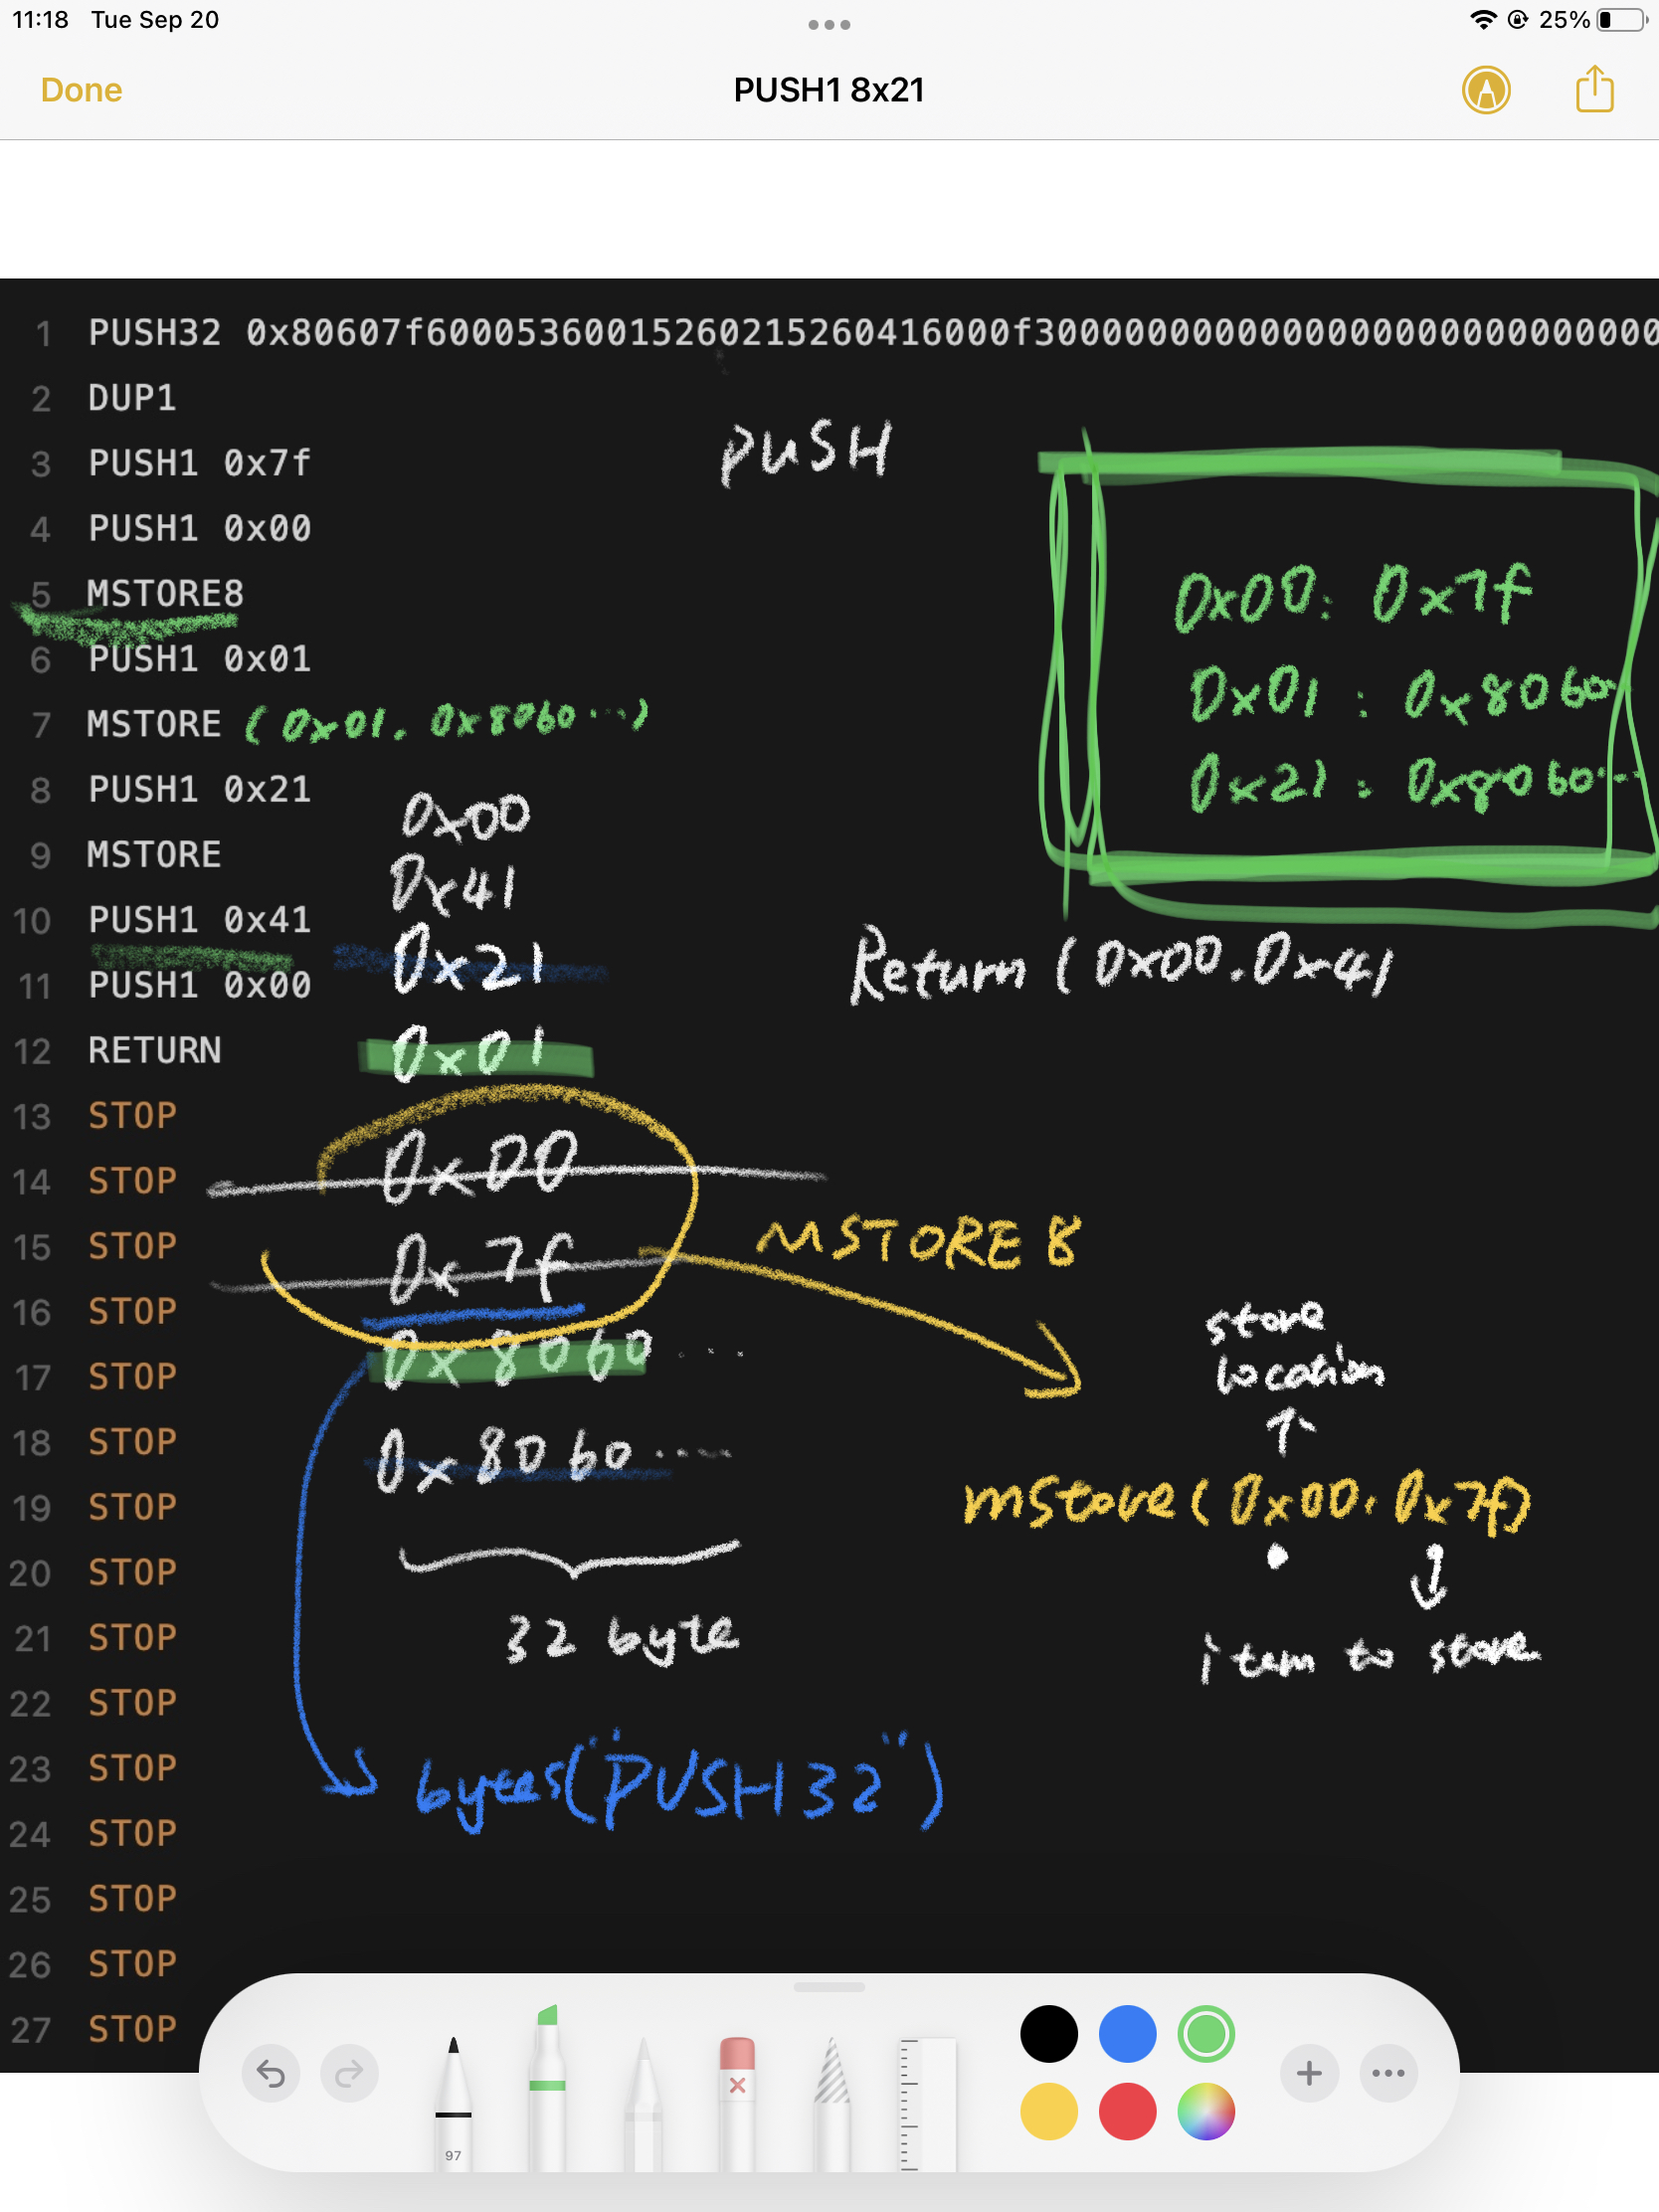 11:18 Tue Sep 20
25%
Done
PUSH1 8x21
1 PUSH32 0x80607f60005360015260215260416000f3000000000000000000000000000
2 DUP1
PUSH
3 PUSH1 0x7f
4 PUSH1 0x00
5 MSTORE8
0x00: 0x7f
6 PUSH1 0x01
0x01 : 0x8060
7 MSTORE (0x01, 0x8060...)
8 PUSH1 0x21
0x21 : 0x8060...
0x00
9 MSTORE
0x41
10 PUSH1 0x41
0x21
Return (0x00.0x41
11 PUSH1 0x00
12 RETURN
0x01
13 STOP
0x00
14 STOP
15 STOP
0x7f
MSTORE 8
16 STOP
store
location
17 STOP
0x8060....
18 STOP
0x8060....
19 STOP
mstore(0x00, 0x7f)
20 STOP
21 STOP
32 byte
item to store
22 STOP
23 STOP
bytes("PUSH32")
24 STOP
25 STOP
26 STOP
27 STOP
97